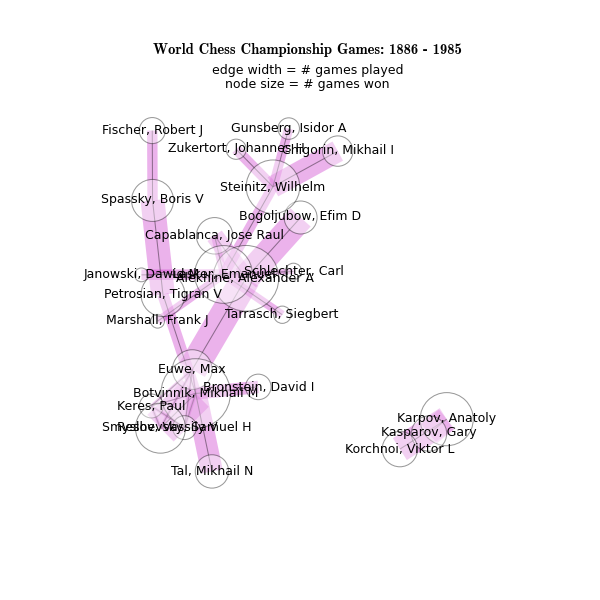 World Chess Championship Games: 1886 - 1985
edge width = # games played
node size = # games won
Fischer, Robert J
Gunsberg, Isidor A
Zukertort, Johannes H
Chigorin, Mikhail I
Steinitz, Wilhelm
Spassky, Boris V
Bogoljubow, Efim D
Capablanca, Jose Raul
Janowski, Dawid M
Lasker, Emanuel
Schlechter, Carl
Alekhine, Alexander A
Petrosian, Tigran V
Marshall, Frank J
Tarrasch, Siegbert
Euwe, Max
Botvinnik, Mikhail M
Bronstein, David I
Keres, Paul
Smyslov, Vassily V
Reshevsky, Samuel H
Tal, Mikhail N
Karpov, Anatoly
Kasparov, Gary
Korchnoi, Viktor L